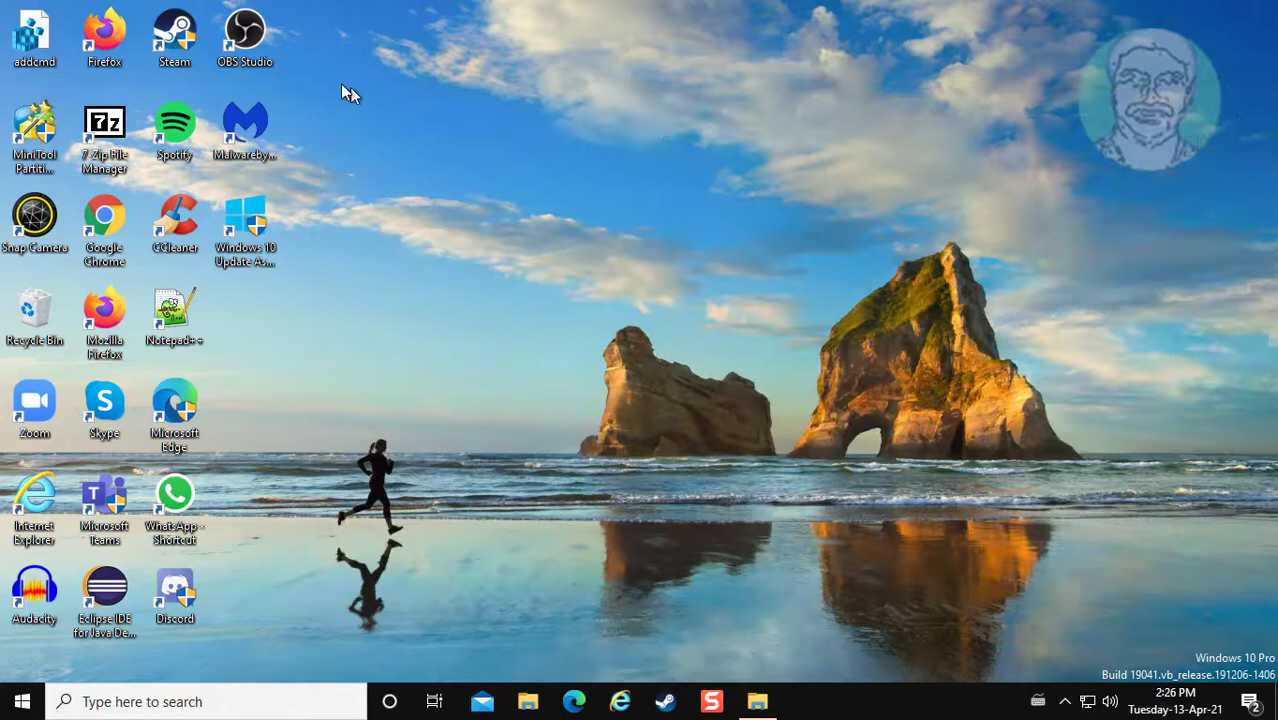 addcmd
Firefox
Steam
OBS Studio
MiniTool
Partiti...
7z
7-Zip File
Manager
Spotify
Malwareby...
Snap Camera
Google
Chrome
CCleaner
Windows 10
Update As...
Recycle Bin
Mozilla
Firefox
Notepad++
Zoom
Skype
Microsoft
Edge
Internet
Explorer
Microsoft
Teams
WhatsApp -
Shortcut
Audacity
Eclipse IDE
for Java De...
Discord
Windows 10 Pro
Build 19041.vb_release.191206-1406
Type here to search
2:26 PM
Tuesday-13-Apr-21
2